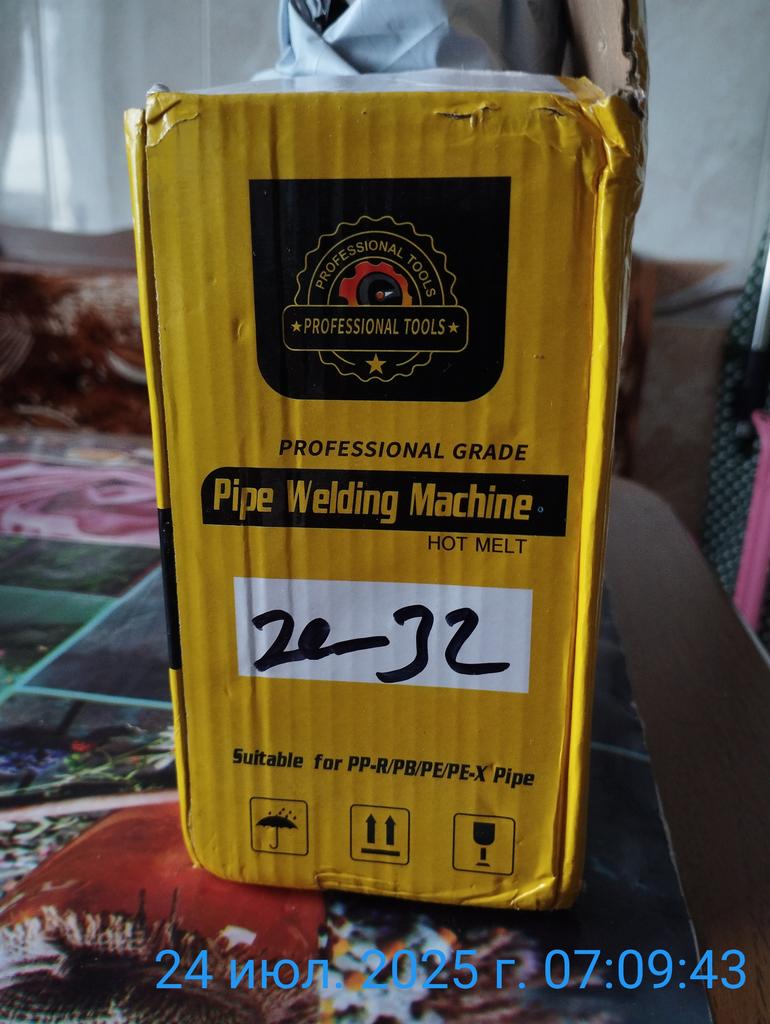 PROFESSIONAL TOOLS
★PROFESSIONAL TOOLS★
PROFESSIONAL GRADE
Pipe Welding Machine
HOT MELT
20-32
Suitable for PP-R/PB/PE/PE-X Pipe
24 июл. 2025 г. 07:09:43